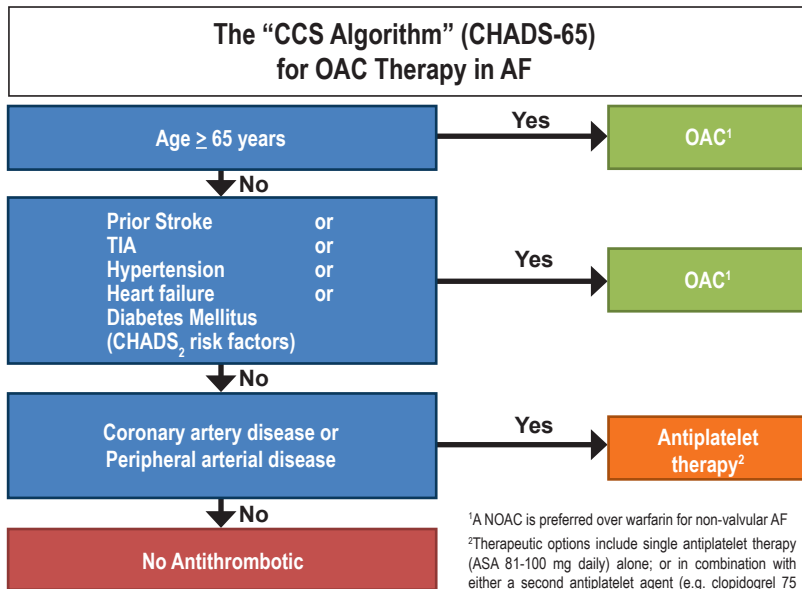 The “CCS Algorithm” (CHADS-65)
for OAC Therapy in AF
Age ≥ 65 years
Yes
OAC¹
No
Prior Stroke or
TIA or
Hypertension or
Heart failure or
Diabetes Mellitus
(CHADS₂ risk factors)
Yes
OAC¹
No
Coronary artery disease or
Peripheral arterial disease
Yes
Antiplatelet
therapy²
No
No Antithrombotic
¹A NOAC is preferred over warfarin for non-valvular AF
²Therapeutic options include single antiplatelet therapy
(ASA 81-100 mg daily) alone; or in combination with
either a second antiplatelet agent (e.g. clopidogrel 75